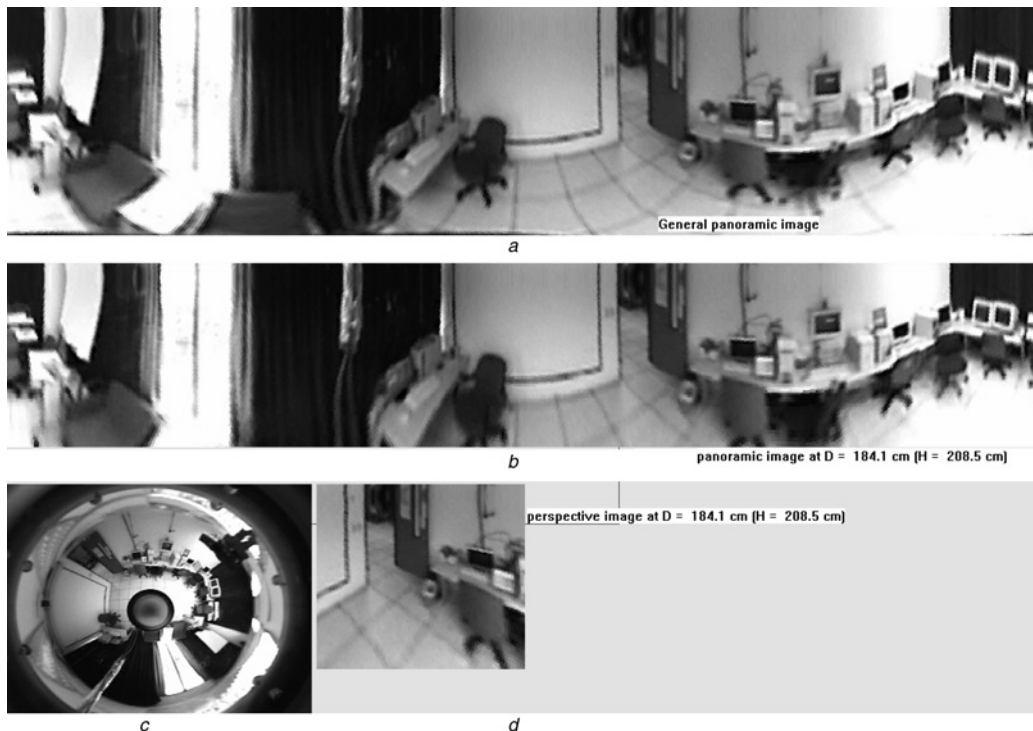 General panoramic image
a
b
panoramic image at D = 184.1 cm (H = 208.5 cm)
perspective image at D = 184.1 cm (H = 208.5 cm)
c
d